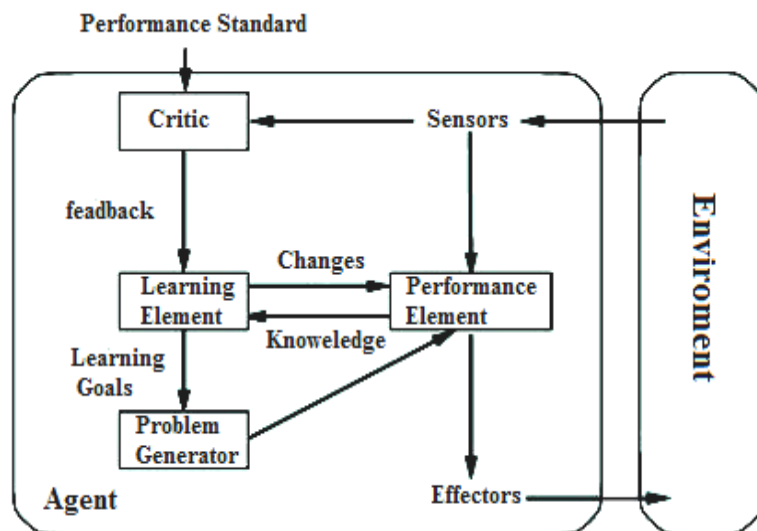 Performance Standard
Critic
Sensors
feadback
Changes
Learning
Element
Performance
Element
Knoweledge
Learning
Goals
Problem
Generator
Agent
Effectors
Enviroment